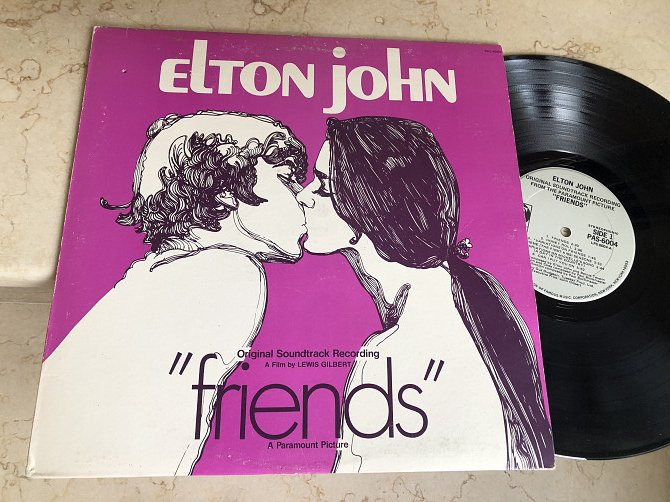 ELTON JOHN
Original Soundtrack Recording
A Film by LEWIS GILBERT
"friends"
A Paramount Picture
ELTON JOHN
ORIGINAL SOUNDTRACK RECORDING
FROM THE PARAMOUNT PICTURE
"FRIENDS"
SIDE 1
PAS-6004